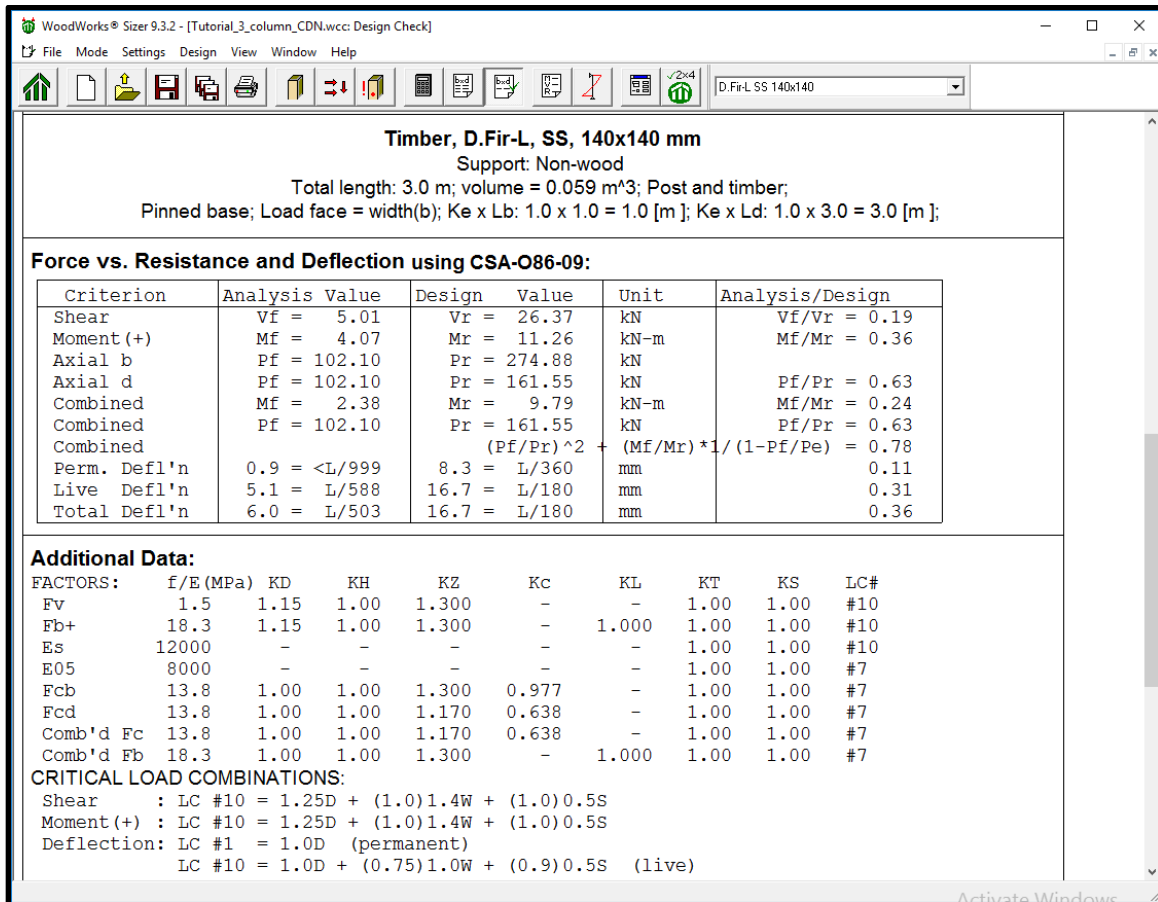 WoodWorks® Sizer 9.3.2 - [Tutorial_3_column_CDN.wcc: Design Check]
File Mode Settings Design View Window Help
✓2×4 D.Fir-L SS 140x140
Timber, D.Fir-L, SS, 140x140 mm
Support: Non-wood
Total length: 3.0 m; volume = 0.059 m^3; Post and timber;
Pinned base; Load face = width(b); Ke x Lb: 1.0 x 1.0 = 1.0 [m ]; Ke x Ld: 1.0 x 3.0 = 3.0 [m ];
Force vs. Resistance and Deflection using CSA-O86-09:
Criterion Analysis Value Design Value Unit Analysis/Design
Shear Vf = 5.01 Vr = 26.37 kN Vf/Vr = 0.19
Moment(+) Mf = 4.07 Mr = 11.26 kN-m Mf/Mr = 0.36
Axial b Pf = 102.10 Pr = 274.88 kN
Axial d Pf = 102.10 Pr = 161.55 kN Pf/Pr = 0.63
Combined Mf = 2.38 Mr = 9.79 kN-m Mf/Mr = 0.24
Combined Pf = 102.10 Pr = 161.55 kN Pf/Pr = 0.63
Combined (Pf/Pr)^2 + (Mf/Mr)*1/(1-Pf/Pe) = 0.78
Perm. Defl'n 0.9 = <L/999 8.3 = L/360 mm 0.11
Live Defl'n 5.1 = L/588 16.7 = L/180 mm 0.31
Total Defl'n 6.0 = L/503 16.7 = L/180 mm 0.36
Additional Data:
FACTORS: f/E(MPa) KD KH KZ Kc KL KT KS LC#
Fv 1.5 1.15 1.00 1.300 - - 1.00 1.00 #10
Fb+ 18.3 1.15 1.00 1.300 - 1.000 1.00 1.00 #10
Es 12000 - - - - - 1.00 1.00 #10
E05 8000 - - - - - 1.00 1.00 #7
Fcb 13.8 1.00 1.00 1.300 0.977 - 1.00 1.00 #7
Fcd 13.8 1.00 1.00 1.170 0.638 - 1.00 1.00 #7
Comb'd Fc 13.8 1.00 1.00 1.170 0.638 - 1.00 1.00 #7
Comb'd Fb 18.3 1.00 1.00 1.300 - 1.000 1.00 1.00 #7
CRITICAL LOAD COMBINATIONS:
Shear : LC #10 = 1.25D + (1.0)1.4W + (1.0)0.5S
Moment(+) : LC #10 = 1.25D + (1.0)1.4W + (1.0)0.5S
Deflection: LC #1 = 1.0D (permanent)
LC #10 = 1.0D + (0.75)1.0W + (0.9)0.5S (live)
Activate Windows